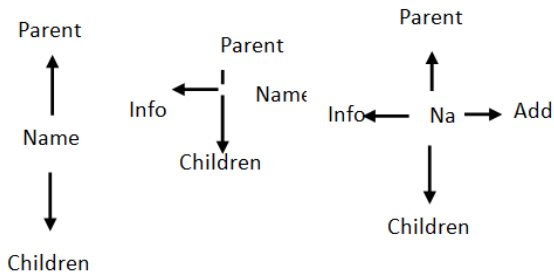 Parent
Name
Children
Parent
Info
Name
Children
Parent
Info
Na
Add
Children